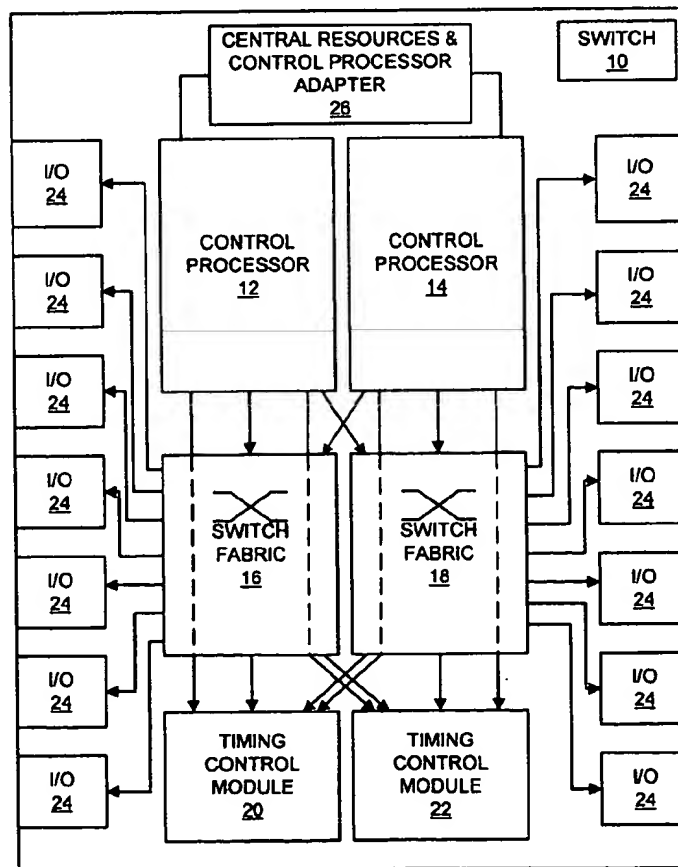 CENTRAL RESOURCES &
CONTROL PROCESSOR
ADAPTER
26
SWITCH
10
I/O
24
I/O
24
I/O
24
I/O
24
I/O
24
I/O
24
I/O
24
CONTROL
PROCESSOR
12
CONTROL
PROCESSOR
14
SWITCH
FABRIC
16
SWITCH
FABRIC
18
TIMING
CONTROL
MODULE
20
TIMING
CONTROL
MODULE
22
I/O
24
I/O
24
I/O
24
I/O
24
I/O
24
I/O
24
I/O
24